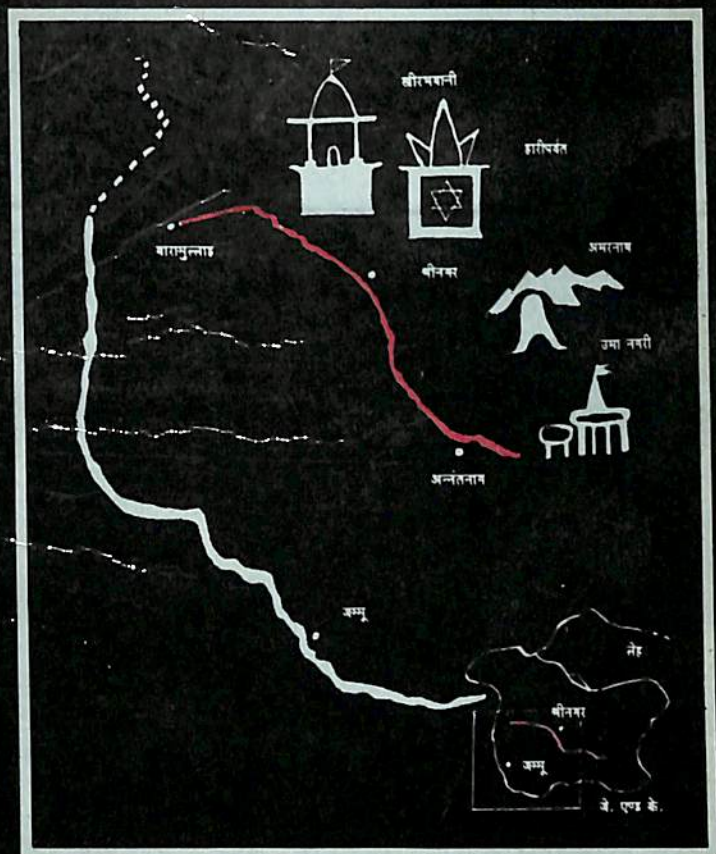 खीरभवानी
हारीपर्वत
बारामुल्लाह
श्रीनगर
अमरनाथ
उमा नगरी
अन्नंतनाग
जम्मू
लेह
श्रीनगर
जम्मू
जे. एण्ड के.